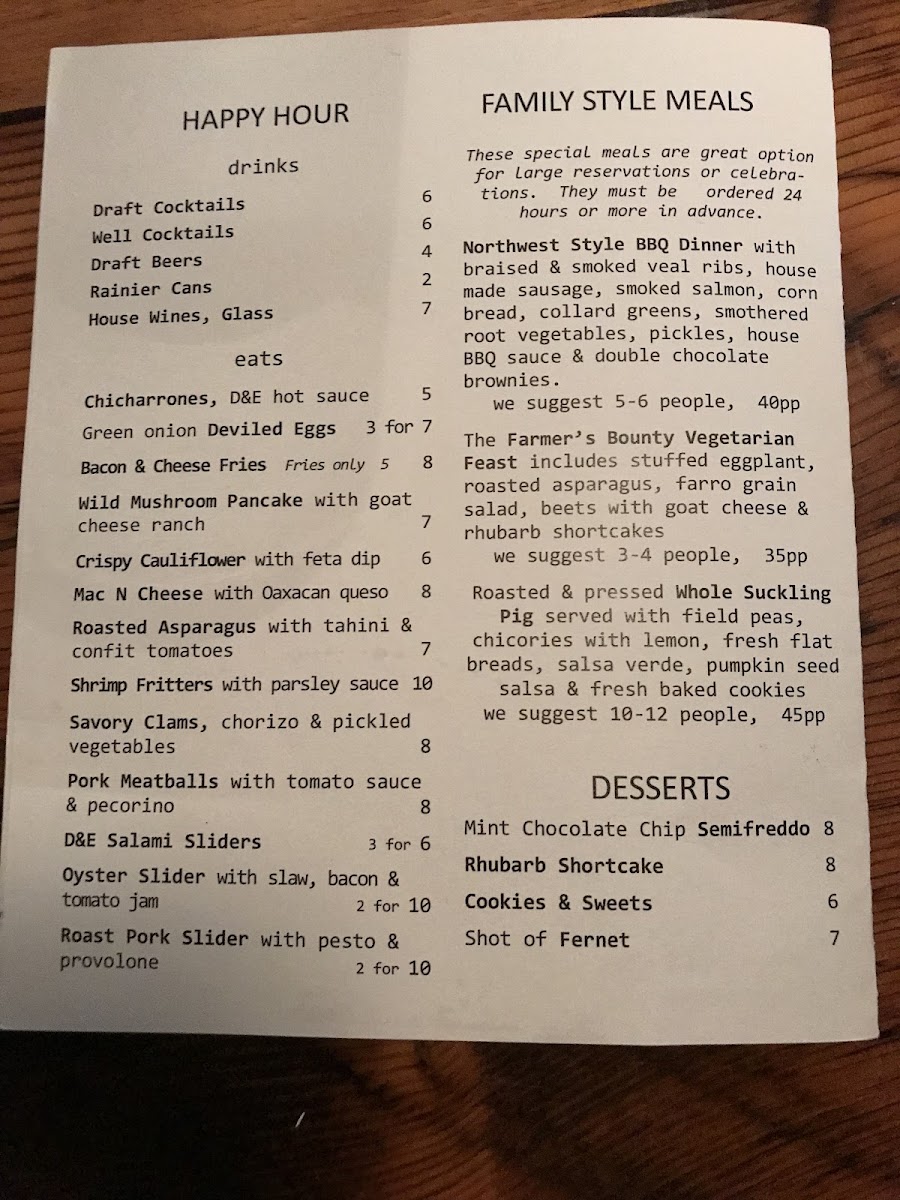 HAPPY HOUR
drinks
Draft Cocktails 6
Well Cocktails 6
Draft Beers 4
Rainier Cans 2
House Wines, Glass 7
eats
Chicharrones, D&E hot sauce 5
Green onion Deviled Eggs 3 for 7
Bacon & Cheese Fries Fries only 5 8
Wild Mushroom Pancake with goat
cheese ranch 7
Crispy Cauliflower with feta dip 6
Mac N Cheese with Oaxacan queso 8
Roasted Asparagus with tahini &
confit tomatoes 7
Shrimp Fritters with parsley sauce 10
Savory Clams, chorizo & pickled
vegetables 8
Pork Meatballs with tomato sauce
& pecorino 8
D&E Salami Sliders 3 for 6
Oyster Slider with slaw, bacon &
tomato jam 2 for 10
Roast Pork Slider with pesto &
provolone 2 for 10
FAMILY STYLE MEALS
These special meals are great option
for large reservations or celebra-
tions. They must be ordered 24
hours or more in advance.
Northwest Style BBQ Dinner with
braised & smoked veal ribs, house
made sausage, smoked salmon, corn
bread, collard greens, smothered
root vegetables, pickles, house
BBQ sauce & double chocolate
brownies.
we suggest 5-6 people, 40pp
The Farmer's Bounty Vegetarian
Feast includes stuffed eggplant,
roasted asparagus, farro grain
salad, beets with goat cheese &
rhubarb shortcakes
we suggest 3-4 people, 35pp
Roasted & pressed Whole Suckling
Pig served with field peas,
chicories with lemon, fresh flat
breads, salsa verde, pumpkin seed
salsa & fresh baked cookies
we suggest 10-12 people, 45pp
DESSERTS
Mint Chocolate Chip Semifreddo 8
Rhubarb Shortcake 8
Cookies & Sweets 6
Shot of Fernet 7